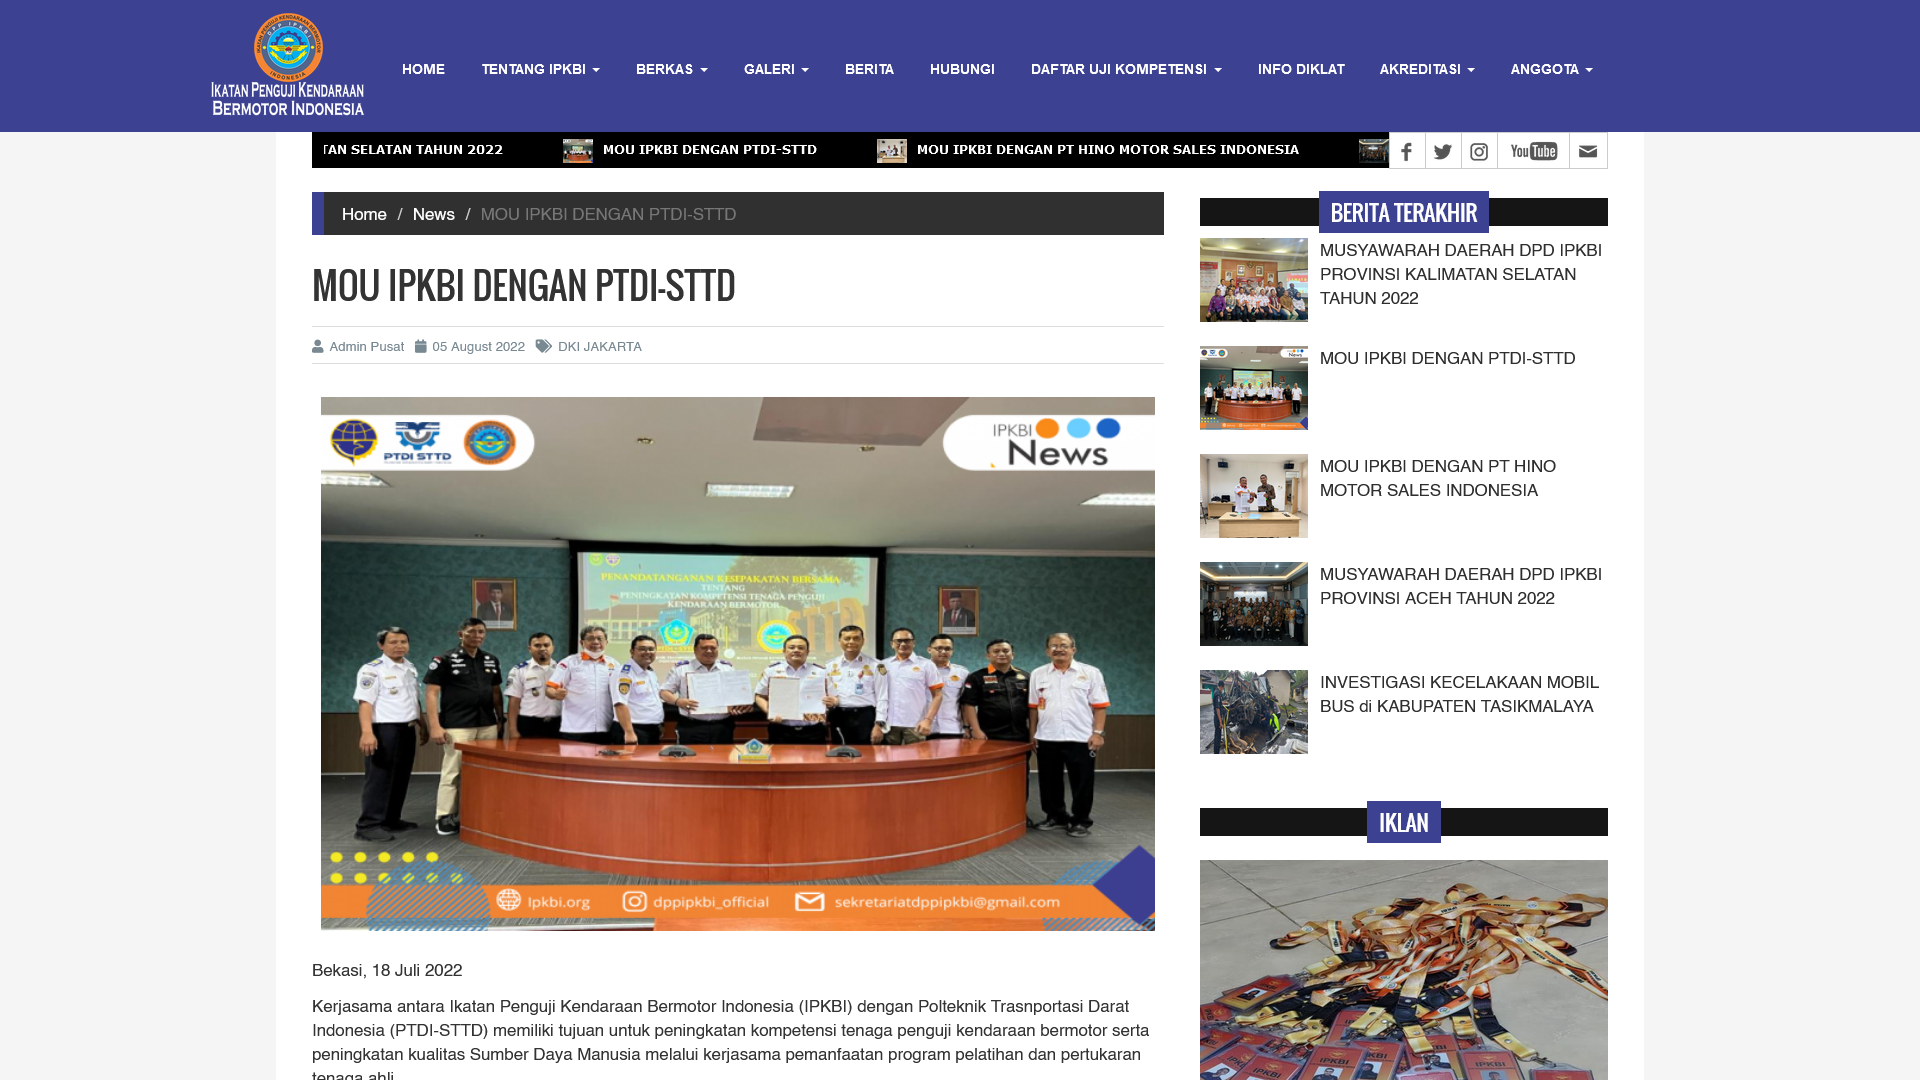 IKATAN PENGUJI KENDARAAN
BERMOTOR INDONESIA
HOME
TENTANG IPKBI
BERKAS
GALERI
BERITA
HUBUNGI
DAFTAR UJI KOMPETENSI
INFO DIKLAT
AKREDITASI
ANGGOTA
TAN SELATAN TAHUN 2022
MOU IPKBI DENGAN PTDI-STTD
MOU IPKBI DENGAN PT HINO MOTOR SALES INDONESIA
You Tube
Home / News / MOU IPKBI DENGAN PTDI-STTD
MOU IPKBI DENGAN PTDI-STTD
Admin Pusat
05 August 2022
DKI JAKARTA
PTDI STTD
IPKBI
News
PENANDATANGANAN KESEPAKATAN BERSAMA
TENTANG
PENINGKATAN KOMPETENSI TENAGA PENGUJI
KENDARAAN BERMOTOR
Ipkbi.org
dppipkbi_official
sekretariatdppipkbi@gmail.com
Bekasi, 18 Juli 2022
Kerjasama antara Ikatan Penguji Kendaraan Bermotor Indonesia (IPKBI) dengan Polteknik Trasnportasi Darat
Indonesia (PTDI-STTD) memiliki tujuan untuk peningkatan kompetensi tenaga penguji kendaraan bermotor serta
peningkatan kualitas Sumber Daya Manusia melalui kerjasama pemanfaatan program pelatihan dan pertukaran
tenaga ahli
BERITA TERAKHIR
MUSYAWARAH DAERAH DPD IPKBI
PROVINSI KALIMATAN SELATAN
TAHUN 2022
MOU IPKBI DENGAN PTDI-STTD
MOU IPKBI DENGAN PT HINO
MOTOR SALES INDONESIA
MUSYAWARAH DAERAH DPD IPKBI
PROVINSI ACEH TAHUN 2022
INVESTIGASI KECELAKAAN MOBIL
BUS di KABUPATEN TASIKMALAYA
IKLAN
IPKBI